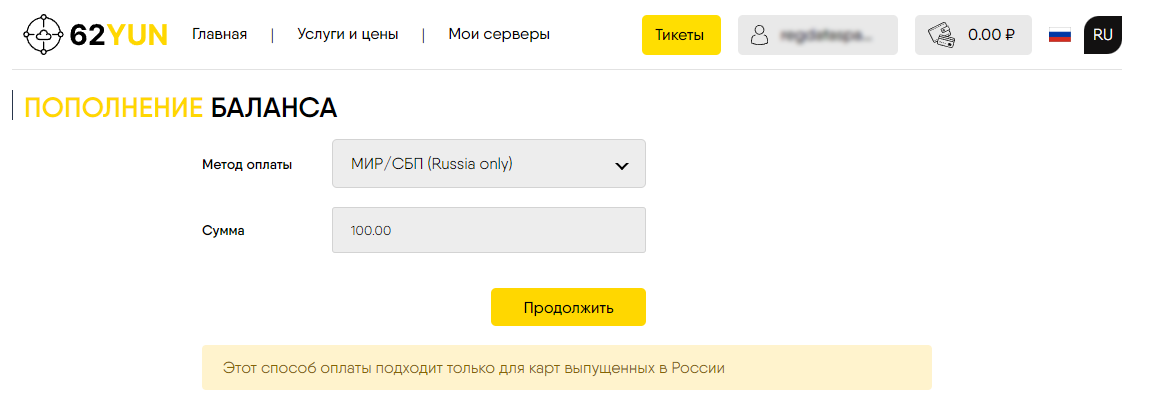 62YUN Главная | Услуги и цены | Мои серверы Тикеты 0.00 ₽ RU
ПОПОЛНЕНИЕ БАЛАНСА
Метод оплаты МИР/СБП (Russia only)
Сумма 100.00
Продолжить
Этот способ оплаты подходит только для карт выпущенных в России